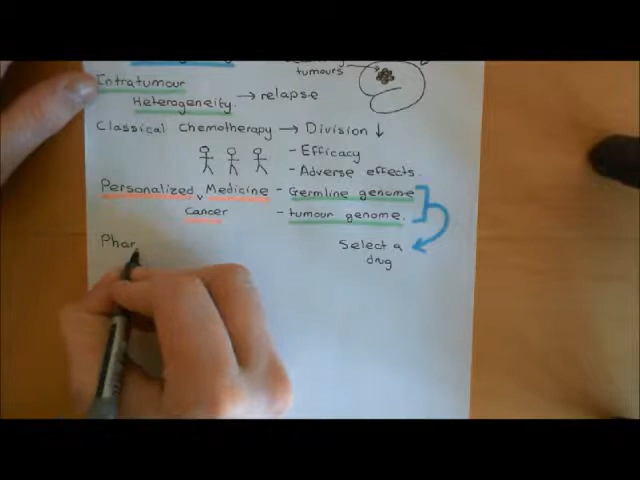 tumours
Intratumour
Heterogeneity. → relapse
Classical Chemotherapy → Division ↓
- Efficacy
- Adverse effects.
Personalized Medicine - Germline genome
cancer - tumour genome.
Select a
drug
Phar